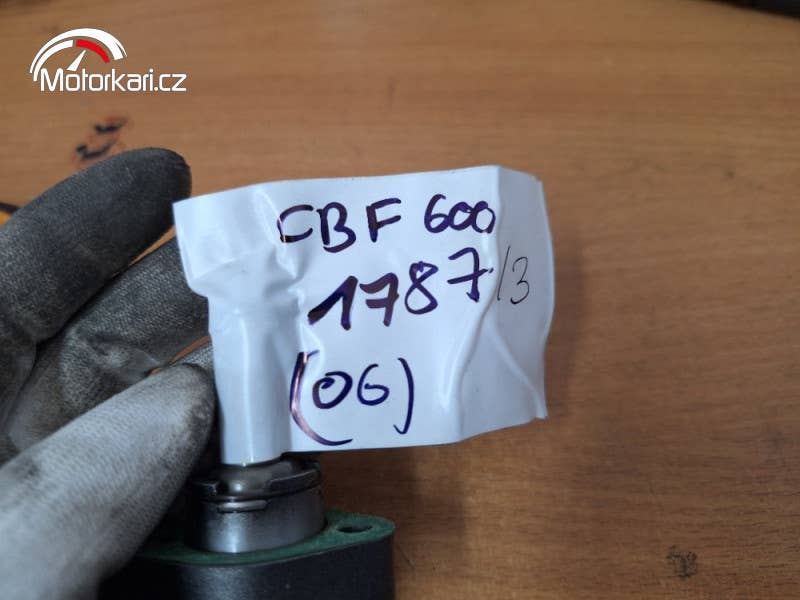 Motorkari.cz
CBF 600
1787/3
(06)